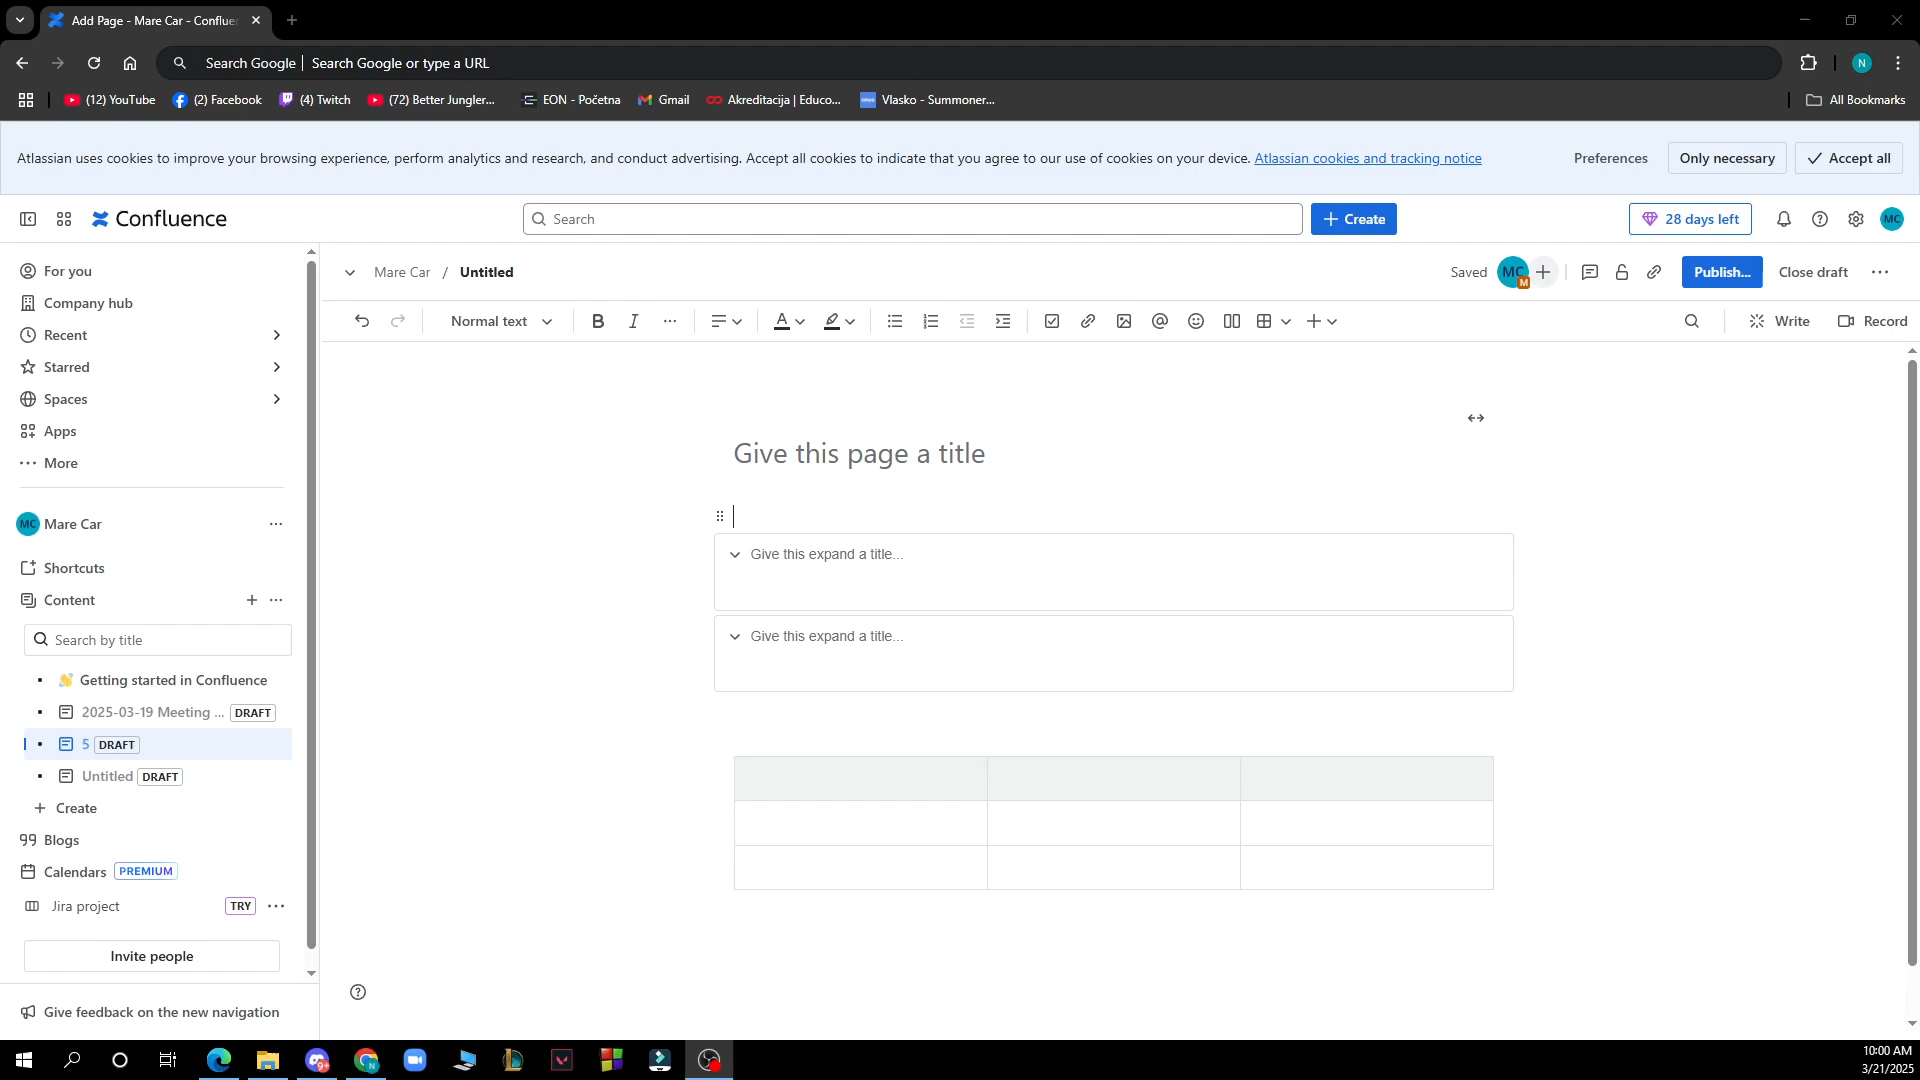 Add Page - Mare Car - Confluen
Search Google | Search Google or type a URL
N
(12) YouTube
(2) Facebook
(4) Twitch
(72) Better Jungler...
EON - Početna
Gmail
Akreditacija | Educo...
Vlasko - Summoner...
All Bookmarks
Atlassian uses cookies to improve your browsing experience, perform analytics and research, and conduct advertising. Accept all cookies to indicate that you agree to our use of cookies on your device. Atlassian cookies and tracking notice
Preferences
Only necessary
Accept all
Confluence
Search
Create
28 days left
MC
For you
Company hub
Recent
Starred
Spaces
Apps
More
MC Mare Car
Shortcuts
Content
Search by title
Getting started in Confluence
2025-03-19 Meeting ... DRAFT
5 DRAFT
Untitled DRAFT
Create
Blogs
Calendars PREMIUM
Jira project TRY
Invite people
Give feedback on the new navigation
Mare Car / Untitled
Saved
MC
M
Publish...
Close draft
Normal text
B
I
A
Write
Record
Give this page a title
Give this expand a title...
Give this expand a title...
9+
N
10:00 AM
3/21/2025